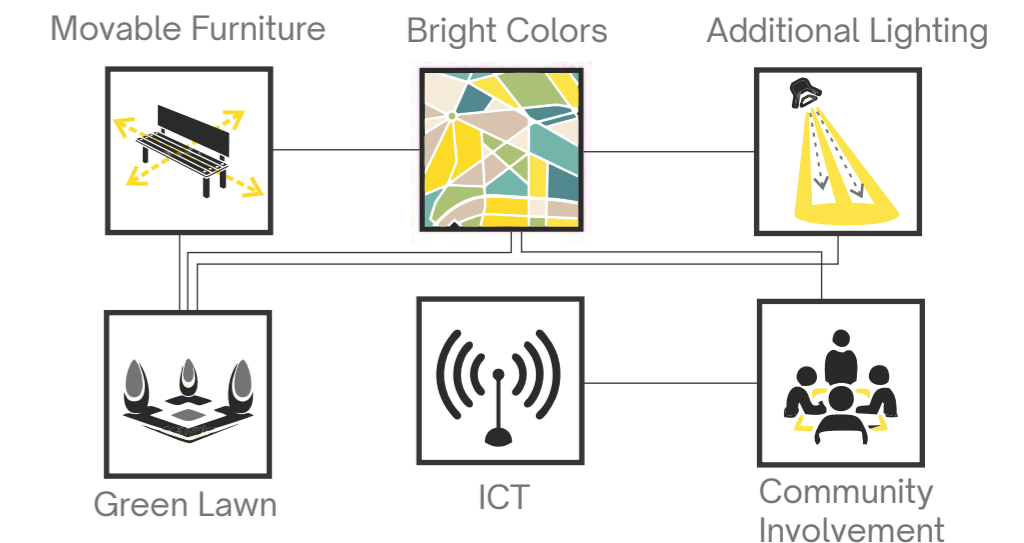 Movable Furniture
Bright Colors
Additional Lighting
Green Lawn
ICT
Community
Involvement